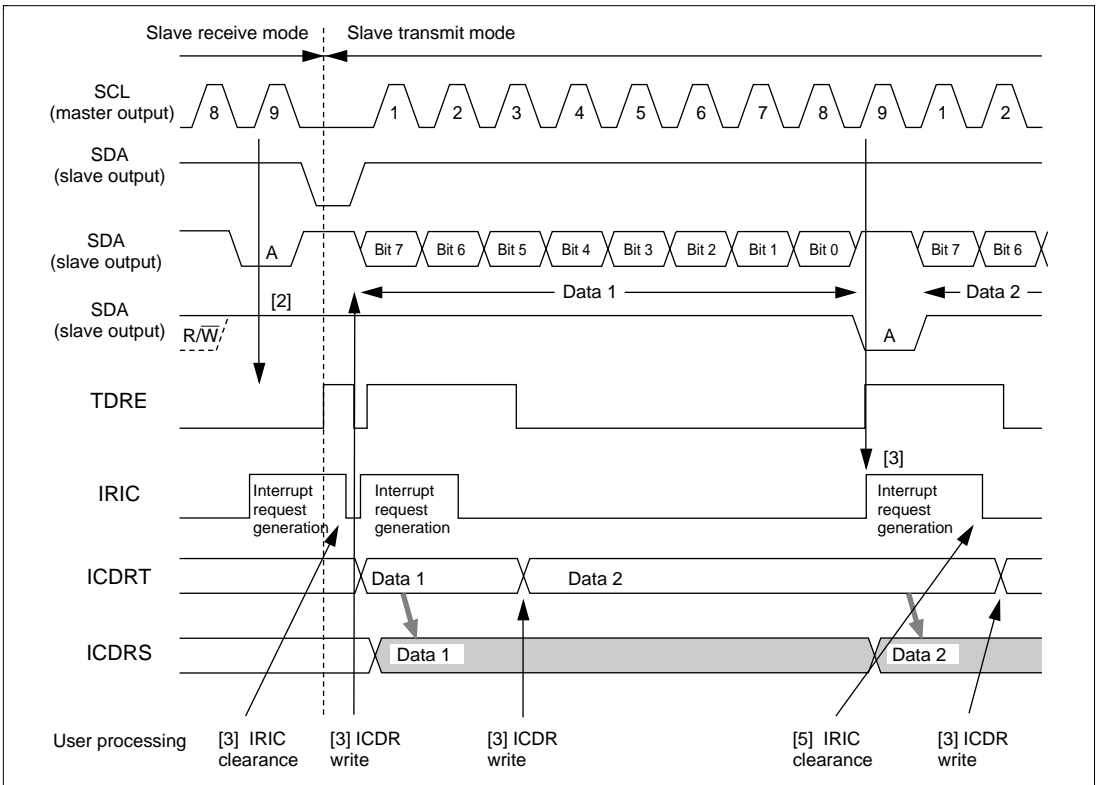 Slave receive mode Slave transmit mode
SCL
(master output)
8 9 1 2 3 4 5 6 7 8 9 1 2
SDA
(slave output)
SDA
(slave output)
A Bit 7 Bit 6 Bit 5 Bit 4 Bit 3 Bit 2 Bit 1 Bit 0 Bit 7 Bit 6
[2] Data 1 Data 2
SDA
(slave output)
R/W̅ A
TDRE
[3]
IRIC
Interrupt
request
generation
Interrupt
request
generation
Interrupt
request
generation
ICDRT
Data 1 Data 2
ICDRS
Data 1 Data 2
User processing
[3] IRIC
clearance
[3] ICDR
write
[3] ICDR
write
[5] IRIC
clearance
[3] ICDR
write